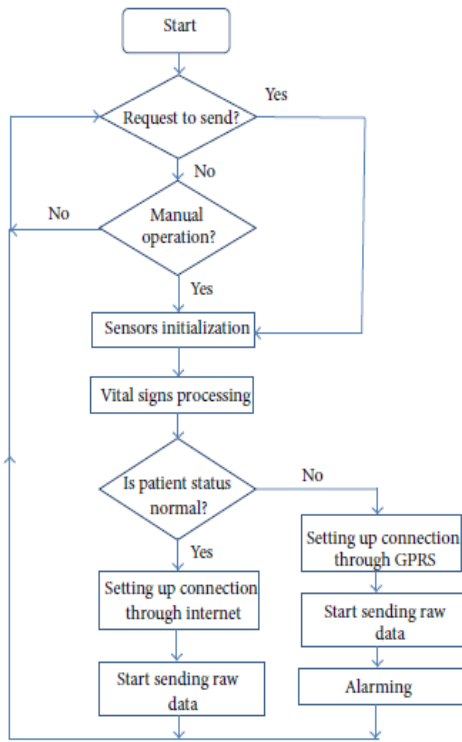 Start
Request to send?
Yes
No
No
Manual
operation?
Yes
Sensors initialization
Vital signs processing
Is patient status
normal?
No
Yes
Setting up connection
through GPRS
Setting up connection
through internet
Start sending raw
data
Start sending raw
data
Alarming